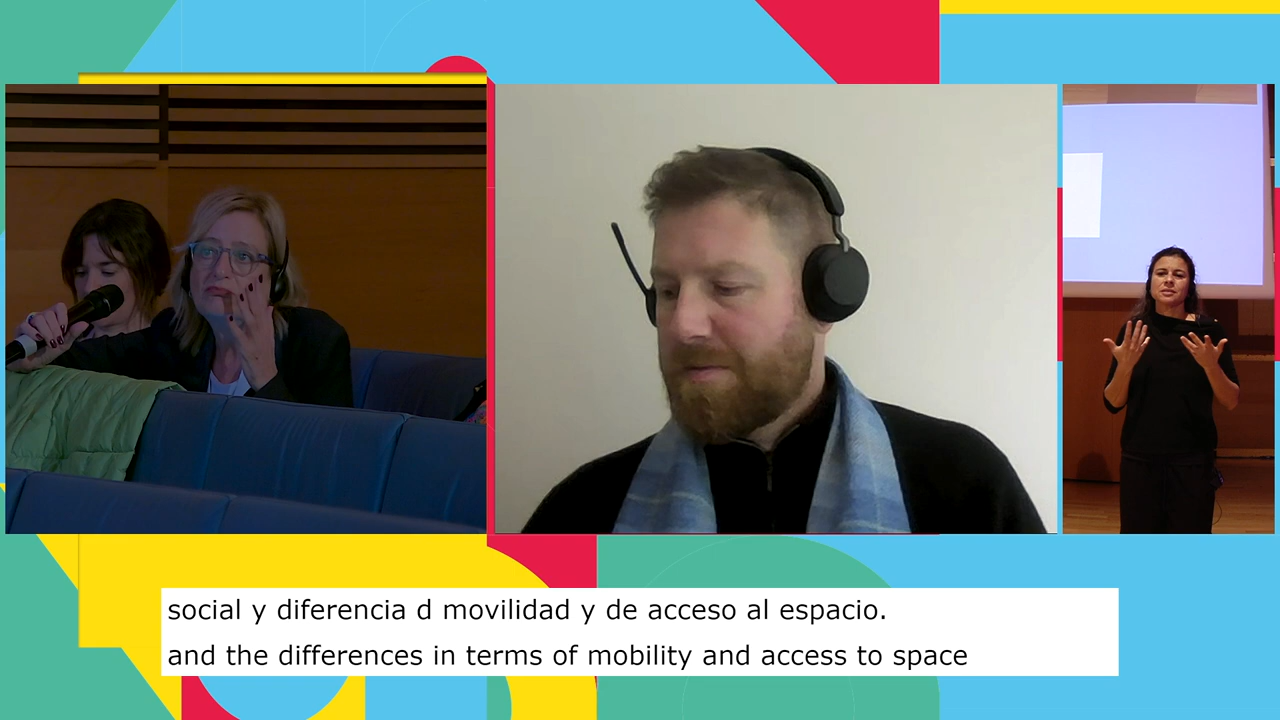 social y diferencia d movilidad y de acceso al espacio.
and the differences in terms of mobility and access to space